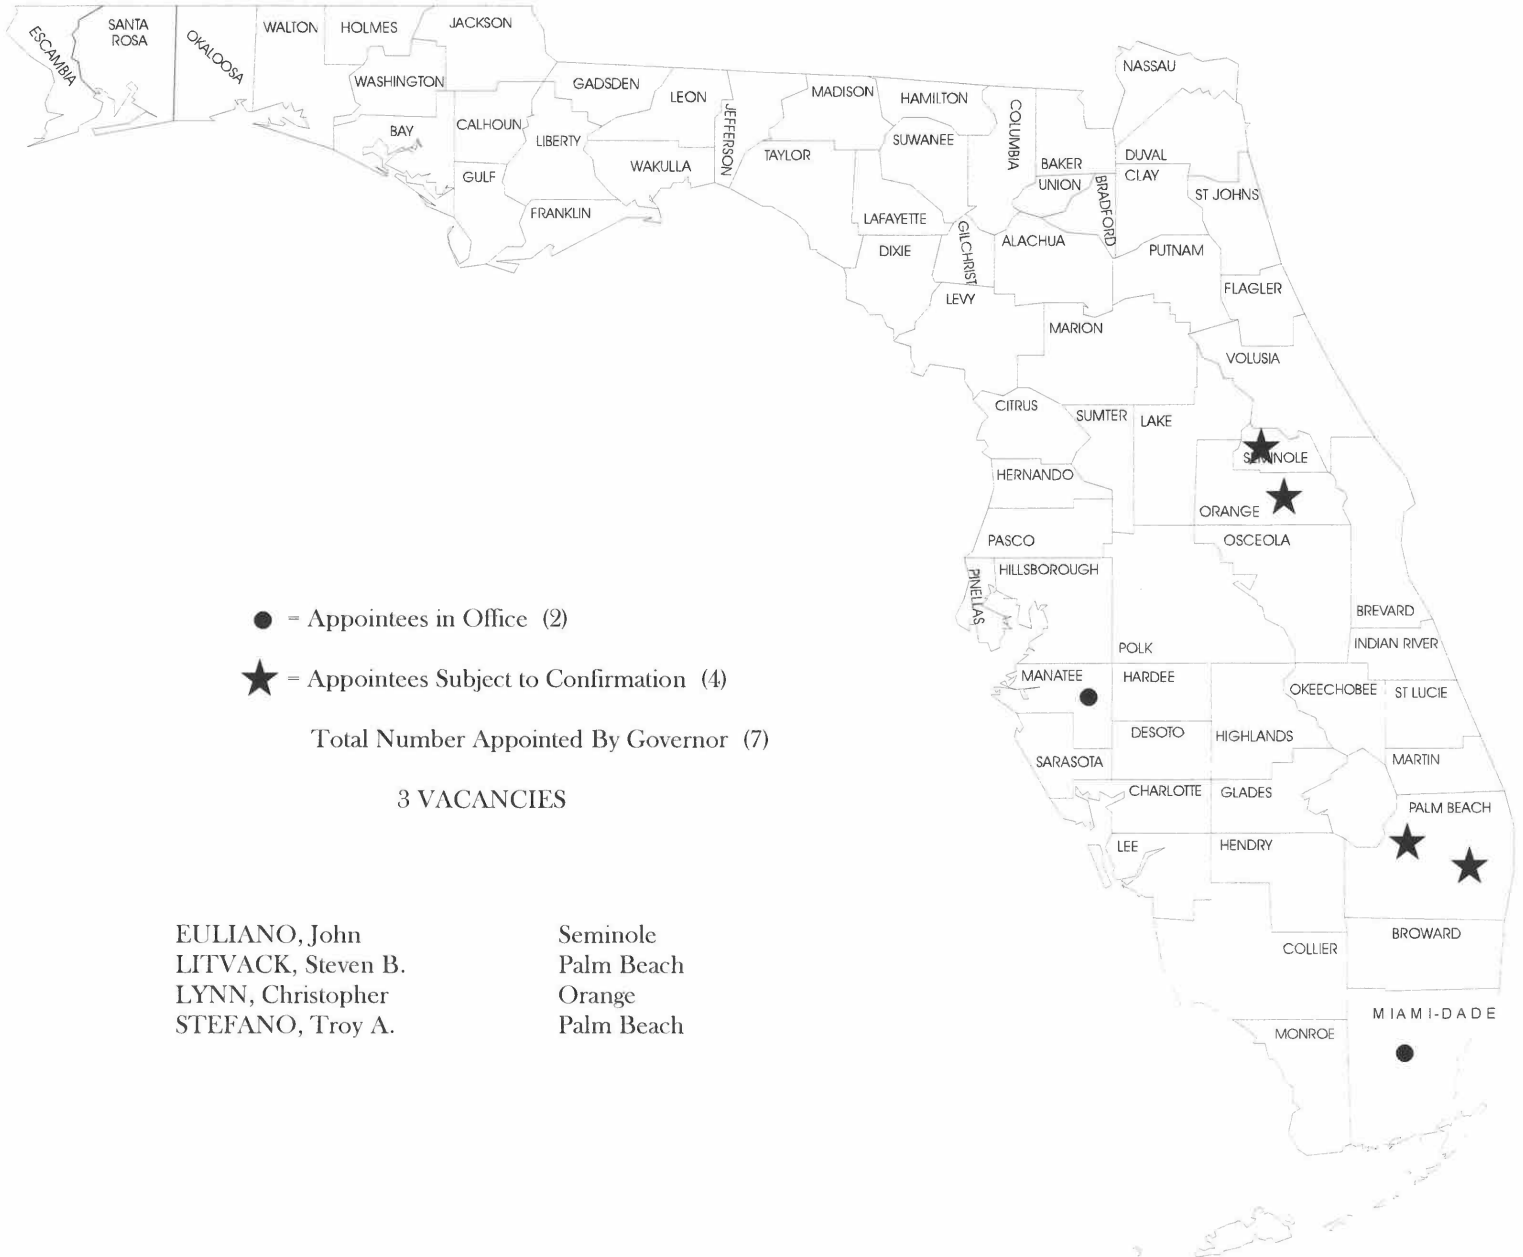 SANTA
ROSA
ESCAMBIA
OKALOOSA
WALTON
HOLMES
JACKSON
WASHINGTON
BAY
CALHOUN
GULF
GADSDEN
LIBERTY
FRANKLIN
LEON
WAKULLA
JEFFERSON
MADISON
TAYLOR
HAMILTON
SUWANEE
LAFAYETTE
DIXIE
COLUMBIA
GILCHRIST
NASSAU
BAKER
UNION
BRADFORD
DUVAL
CLAY
ST JOHNS
ALACHUA
PUTNAM
FLAGLER
LEVY
MARION
VOLUSIA
CITRUS
SUMTER
LAKE
SEMINOLE
HERNANDO
ORANGE
PASCO
OSCEOLA
PINELLAS
HILLSBOROUGH
POLK
BREVARD
INDIAN RIVER
MANATEE
HARDEE
OKEECHOBEE
ST LUCIE
DESOTO
HIGHLANDS
SARASOTA
MARTIN
CHARLOTTE
GLADES
PALM BEACH
LEE
HENDRY
COLLIER
BROWARD
MIAMI-DADE
MONROE
= Appointees in Office (2)
= Appointees Subject to Confirmation (4)
Total Number Appointed By Governor (7)
3 VACANCIES
EULIANO, John Seminole
LITVACK, Steven B. Palm Beach
LYNN, Christopher Orange
STEFANO, Troy A. Palm Beach